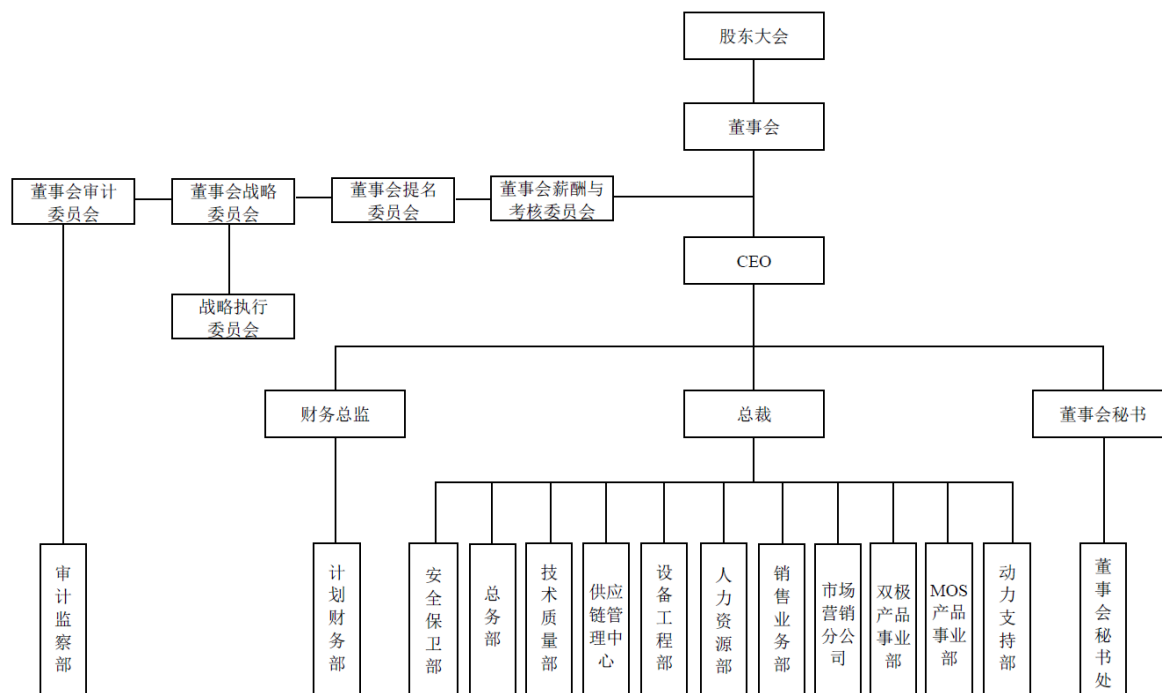 股东大会
董事会
董事会审计
委员会
董事会战略
委员会
董事会提名
委员会
董事会薪酬与
考核委员会
CEO
战略执行
委员会
财务总监
总裁
董事会秘书
审计监察部
计划财务部
安全保卫部
总务部
技术质量部
供应
链管
理中
心
设备工程部
人力资源部
销售业务部
市场
营销
分公
司
双极
产品
事业
部
MOS
产品
事业
部
动力支持部
董事会秘书处